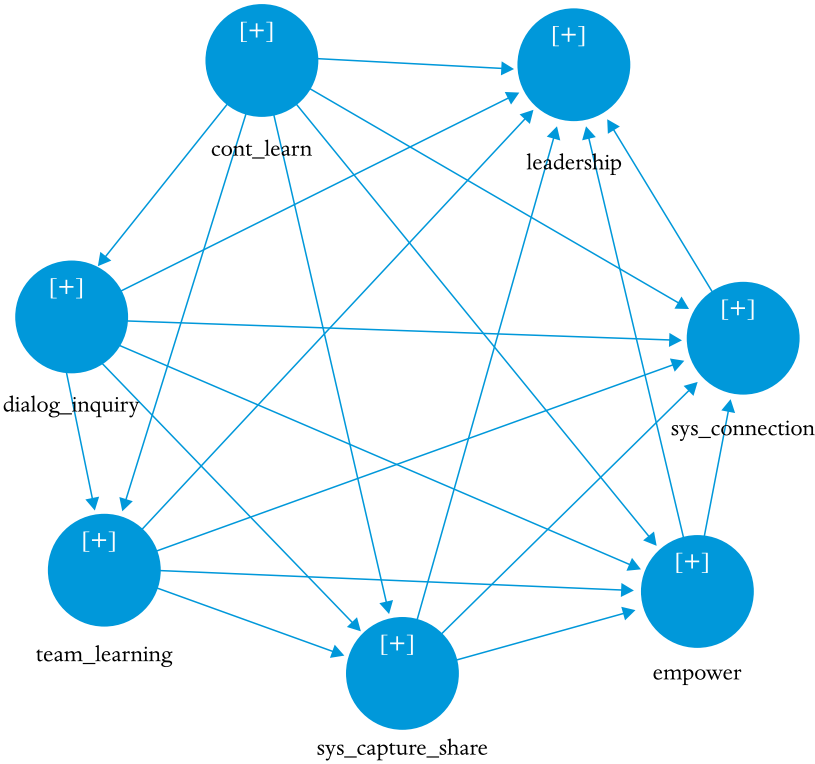 [+]
[+]
cont_learn
leadership
[+]
[+]
dialog_inquiry
sys_connection
[+]
[+]
team_learning
[+]
empower
sys_capture_share